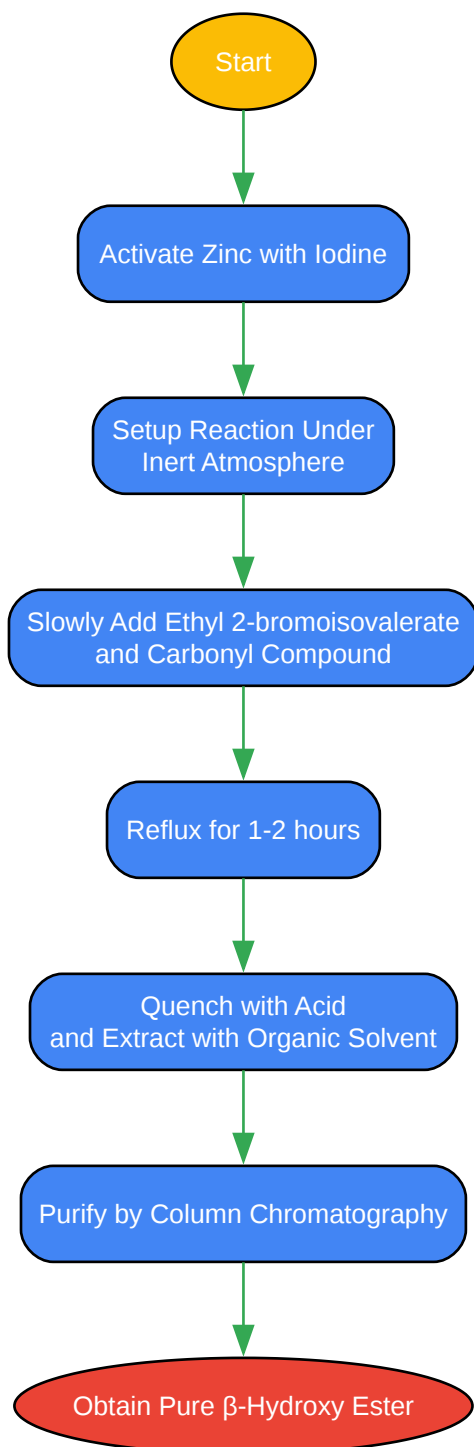 Start
Activate Zinc with Iodine
Setup Reaction Under
Inert Atmosphere
Slowly Add Ethyl 2-bromoisovalerate
and Carbonyl Compound
Reflux for 1-2 hours
Quench with Acid
and Extract with Organic Solvent
Purify by Column Chromatography
Obtain Pure β-Hydroxy Ester